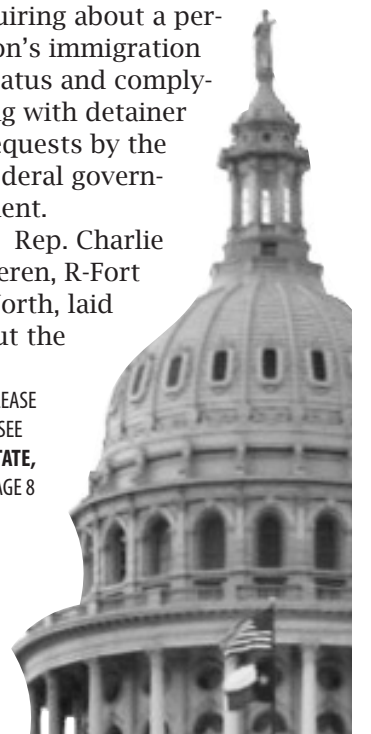 uiring about a per-
on's immigration
atus and comply-
g with detainer
equests by the
deral govern-
ent.
Rep. Charlie
eren, R-Fort
orth, laid
ut the
EASE
SEE
TATE,
AGE 8